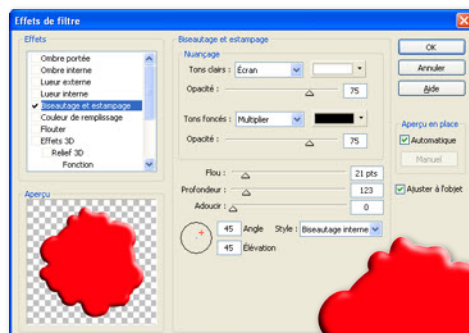 Effets de filtre
Effets
Ombre portée
Ombre interne
Lueur externe
Lueur interne
Biseautage et estampage
Couleur de remplissage
Flouter
Effets 3D
Relief 3D
Fonction
Aperçu
Biseautage et estampage
Nuançage
Tons clairs : Écran
Opacité : 75
Tons foncés : Multiplier
Opacité : 75
Flou : 21 pts
Profondeur : 123
Adoucir : 0
45 Angle Style : Biseautage interne
45 Élévation
OK
Annuler
Aide
Aperçu en place
Automatique
Manuel
Ajuster à l'objet